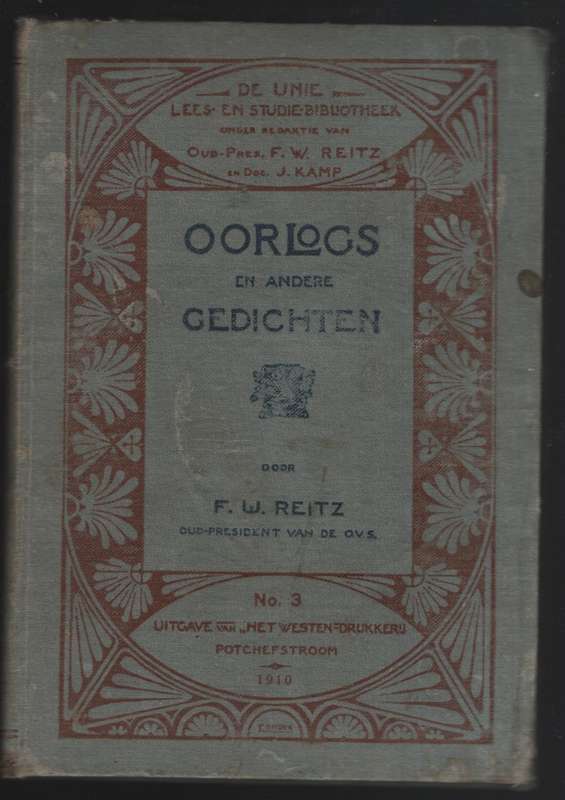 DE UNIE
LEES- EN STUDIE-BIBLIOTHEEK
ONDER REDAKTIE VAN
OUD-PRES. F. W. REITZ
EN DOC. J. KAMP
OORLOGS
EN ANDERE
GEDICHTEN
DOOR
F. W. REITZ
OUD-PRESIDENT VAN DE O.V.S.
No. 3
UITGAVE VAN „HET WESTEN"-DRUKKERIJ
POTCHEFSTROOM
1910